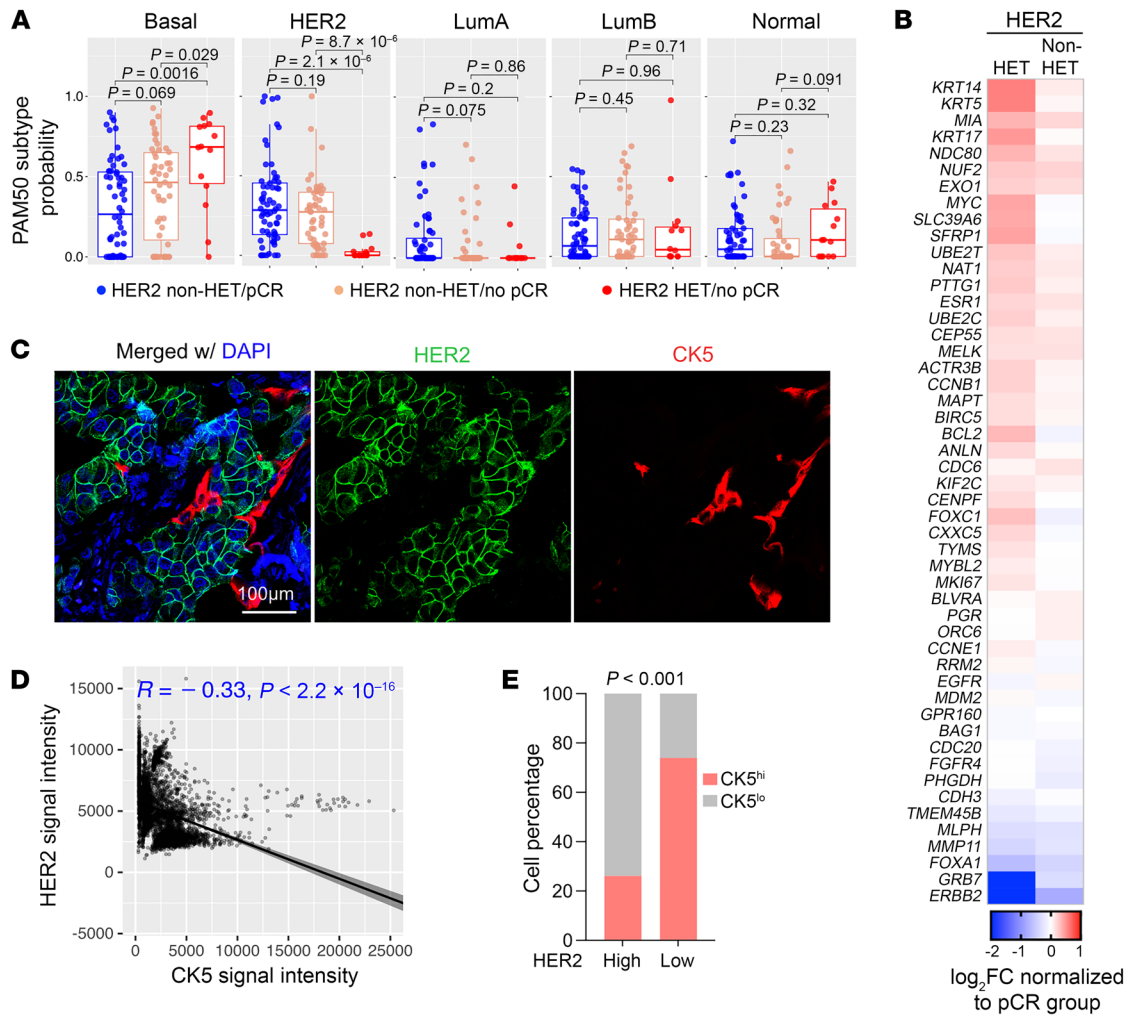 A
Basal
HER2
LumA
LumB
Normal
P = 0.029
P = 0.0016
P = 0.069
P = 8.7 × 10⁻⁶
P = 2.1 × 10⁻⁶
P = 0.19
P = 0.86
P = 0.2
P = 0.075
P = 0.71
P = 0.96
P = 0.45
P = 0.091
P = 0.32
P = 0.23
PAM50 subtype
probability
1.0
0.5
0.0
HER2 non-HET/pCR
HER2 non-HET/no pCR
HER2 HET/no pCR
B
HER2
HET
Non-
HET
KRT14
KRT5
MIA
KRT17
NDC80
NUF2
EXO1
MYC
SLC39A6
SFRP1
UBE2T
NAT1
PTTG1
ESR1
UBE2C
CEP55
MELK
ACTR3B
CCNB1
MAPT
BIRC5
BCL2
ANLN
CDC6
KIF2C
CENPF
FOXC1
CXXC5
TYMS
MYBL2
MKI67
BLVRA
PGR
ORC6
CCNE1
RRM2
EGFR
MDM2
GPR160
BAG1
CDC20
FGFR4
PHGDH
CDH3
TMEM45B
MLPH
MMP11
FOXA1
GRB7
ERBB2
-2 -1 0 1
log₂FC normalized
to pCR group
C
Merged w/ DAPI
HER2
CK5
100µm
D
R = − 0.33, P < 2.2 × 10⁻¹⁶
HER2 signal intensity
15000
10000
5000
0
-5000
0 5000 10000 15000 20000 25000
CK5 signal intensity
E
P < 0.001
Cell percentage
100
80
60
40
20
0
CK5ʰⁱ
CK5ˡᵒ
HER2 High Low